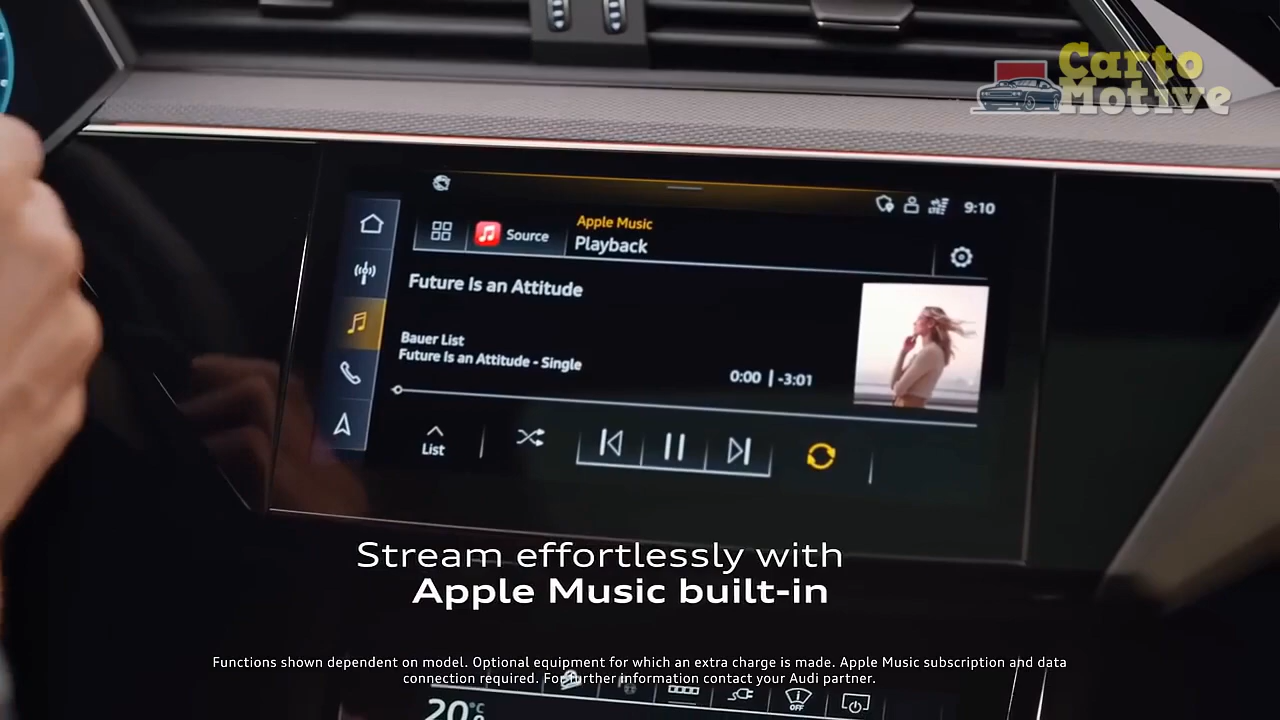 Carto
Motive
9:10
Apple Music
Source
Playback
Future Is an Attitude
Bauer List
Future Is an Attitude - Single
0:00 | -3:01
List
Stream effortlessly with
Apple Music built-in
Functions shown dependent on model. Optional equipment for which an extra charge is made. Apple Music subscription and data
connection required. For further information contact your Audi partner.
20°C
OFF